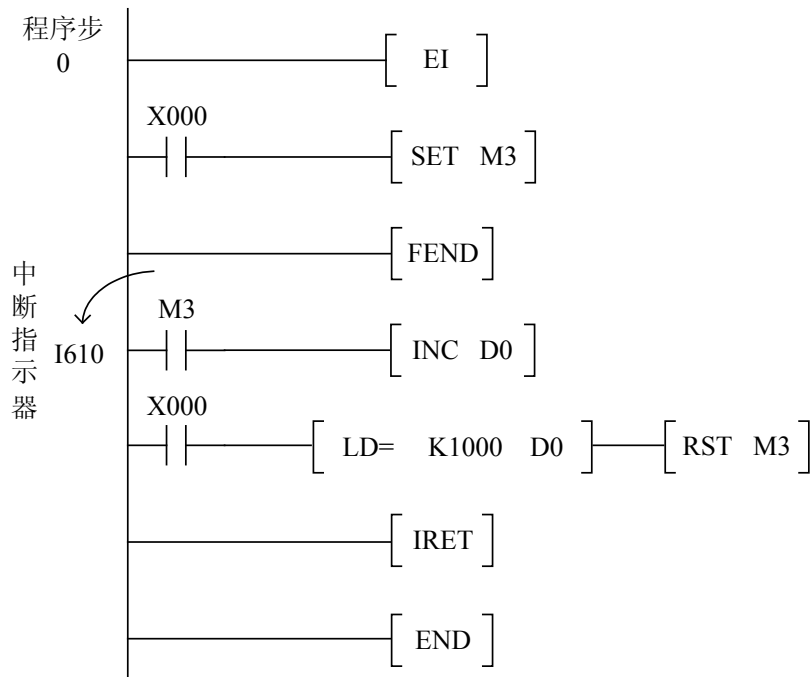 程序步
0
EI
X000
SET M3
FEND
中断指示器
M3
I610
INC D0
X000
LD= K1000 D0
RST M3
IRET
END